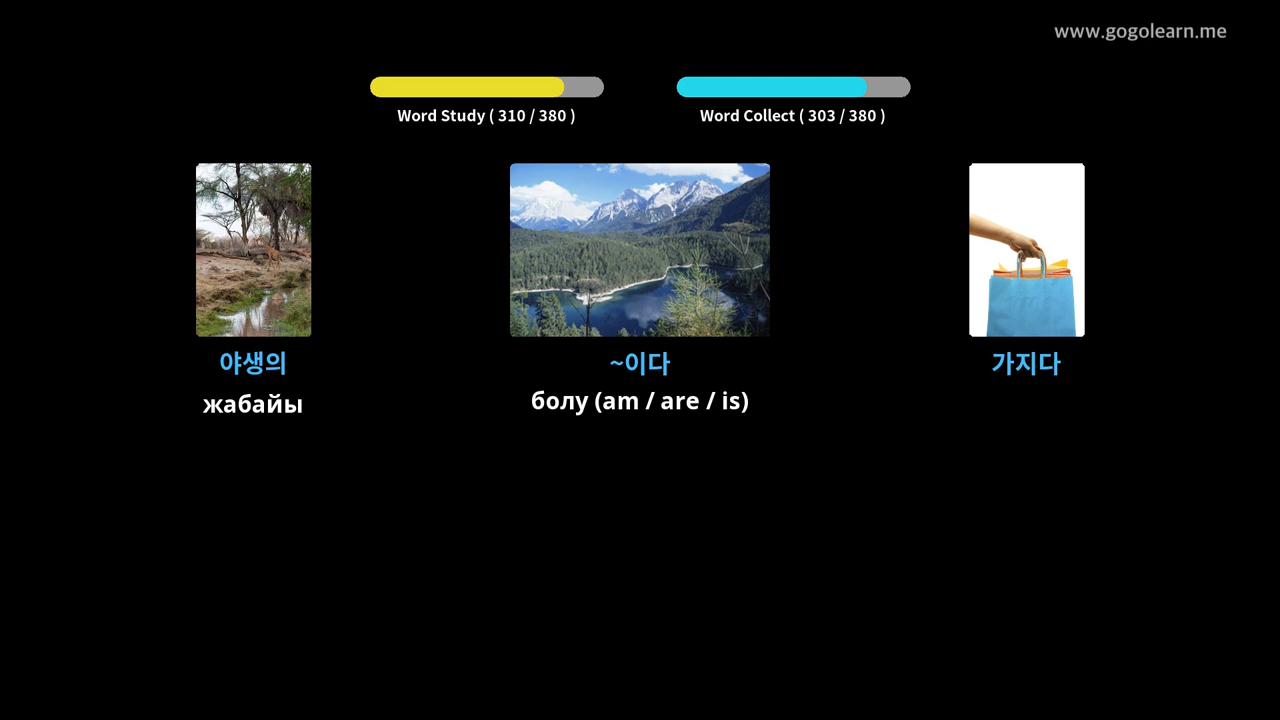 www.gogolearn.me
Word Study ( 310 / 380 )
Word Collect ( 303 / 380 )
야생의
жабайы
~이다
болу (am / are / is)
가지다